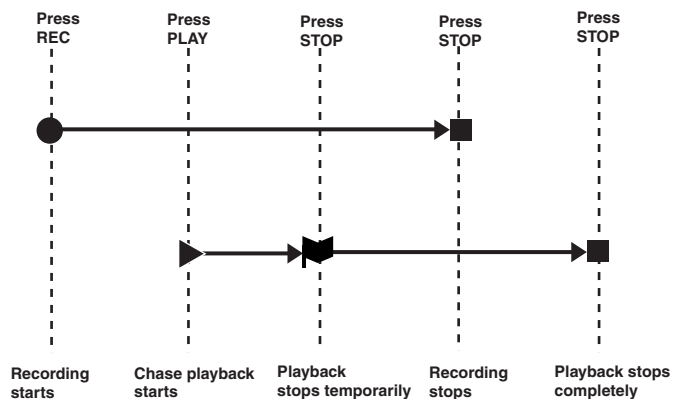 Press
REC
Press
PLAY
Press
STOP
Press
STOP
Press
STOP
Recording
starts
Chase playback
starts
Playback
stops temporarily
Recording
stops
Playback stops
completely